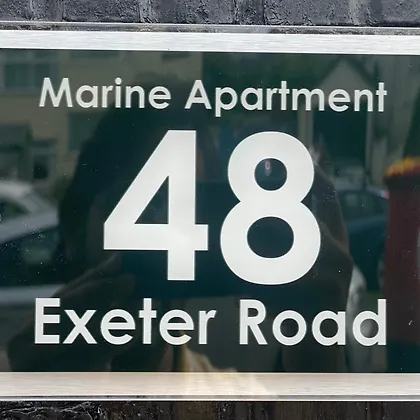 Marine Apartment
48
Exeter Road